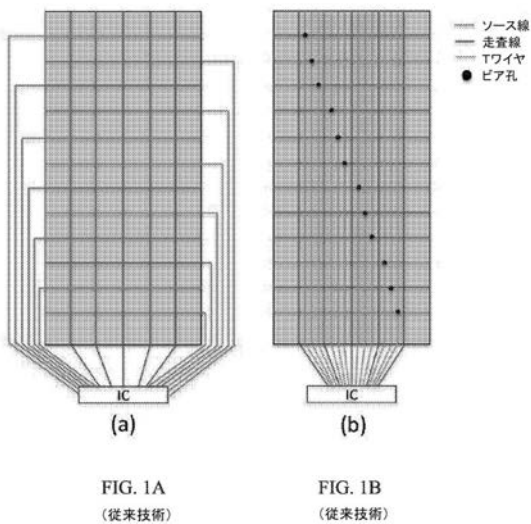 ソース線
走査線
Tワイヤ
ビア孔
IC
IC
(a)
(b)
FIG. 1A
FIG. 1B
(従来技術)
(従来技術)